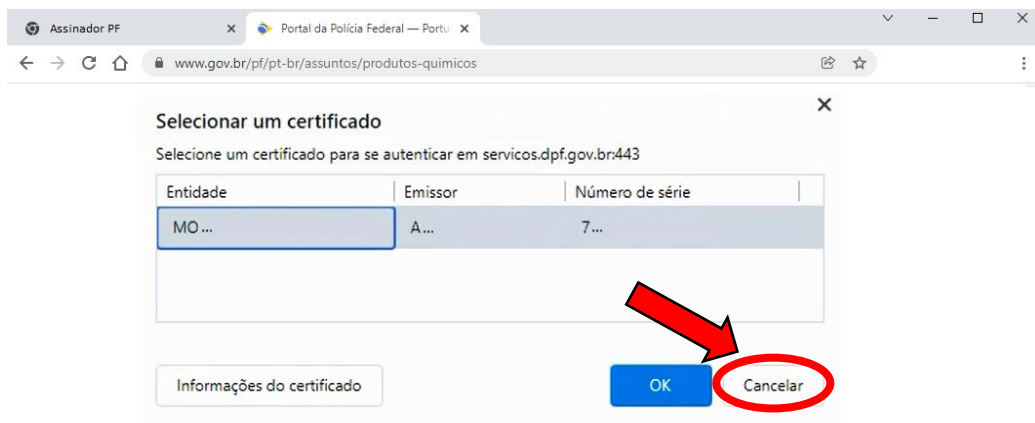 Assinador PF
Portal da Polícia Federal — Portu
www.gov.br/pf/pt-br/assuntos/produtos-quimicos
Selecionar um certificado
Selecione um certificado para se autenticar em servicos.dpf.gov.br:443
Entidade Emissor Número de série
MO ... A... 7...
Informações do certificado OK Cancelar